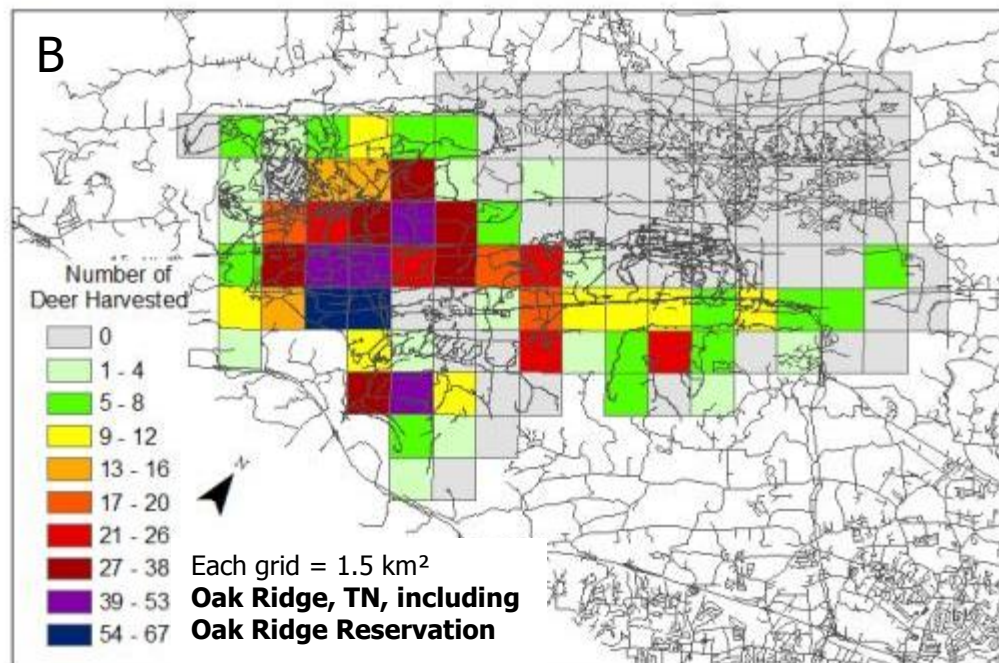 B
Number of
Deer Harvested
0
1 - 4
5 - 8
9 - 12
13 - 16
17 - 20
21 - 26
27 - 38
39 - 53
54 - 67
N
Each grid = 1.5 km²
Oak Ridge, TN, including
Oak Ridge Reservation